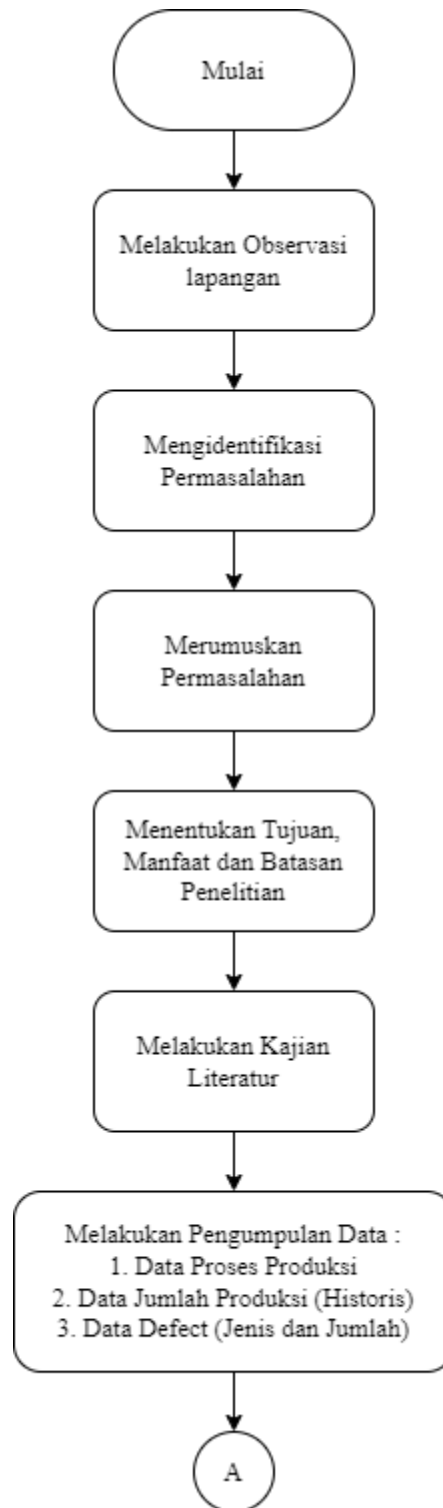 Mulai
Melakukan Observasi
lapangan
Mengidentifikasi
Permasalahan
Merumuskan
Permasalahan
Menentukan Tujuan,
Manfaat dan Batasan
Penelitian
Melakukan Kajian
Literatur
Melakukan Pengumpulan Data :
1. Data Proses Produksi
2. Data Jumlah Produksi (Historis)
3. Data Defect (Jenis dan Jumlah)
A